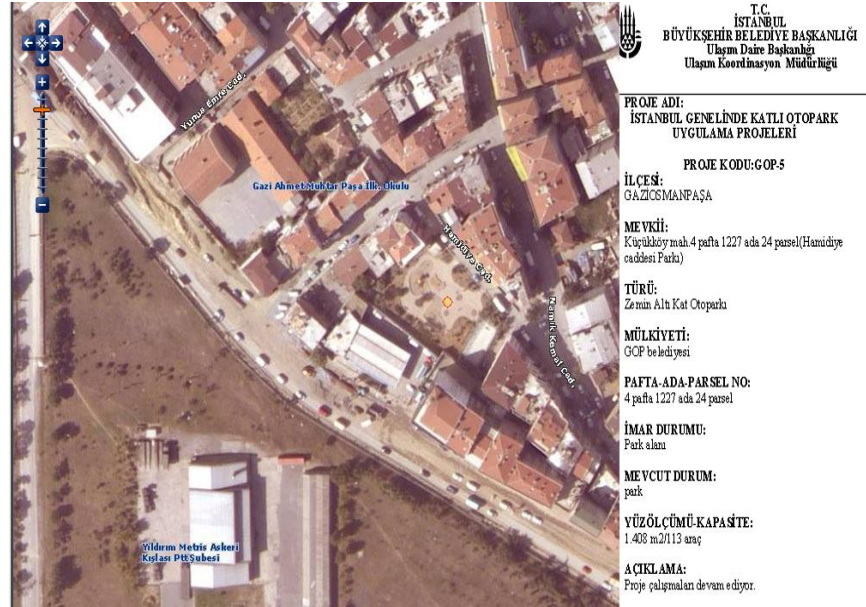 T.C.
İSTANBUL
BÜYÜKŞEHİR BELEDİYE BAŞKANLIĞI
Ulaşım Daire Başkanlığı
Ulaşım Koordinasyon Müdürlüğü
PROJE ADI:
İSTANBUL GENELİNDE KATLI OTOPARK
UYGULAMA PROJELERİ
PROJE KODU:GOP-5
İLÇESİ:
GAZİOSMANPAŞA
MEVKİİ:
Küçükköy mah.4 pafta 1227 ada 24 parsel(Hamidiye
caddesi Parkı)
TÜRÜ:
Zemin Altı Kat Otoparkı
MÜLKİYETİ:
GOP belediyesi
PAFTA-ADA-PARSEL NO:
4 pafta 1227 ada 24 parsel
İMAR DURUMU:
Park alanı
MEVCUT DURUM:
park
YÜZÖLÇÜMÜ-KAPASİTE:
1.408 m2/113 araç
AÇIKLAMA:
Proje çalışmaları devam ediyor.
Yunus Emre Cad.
Gazi Ahmet Muhtar Paşa İlk. Okulu
Hamidiye Cad.
Namık Kemal Cad.
Yıldırım Metris Askeri
Kışlası Ptt Şubesi